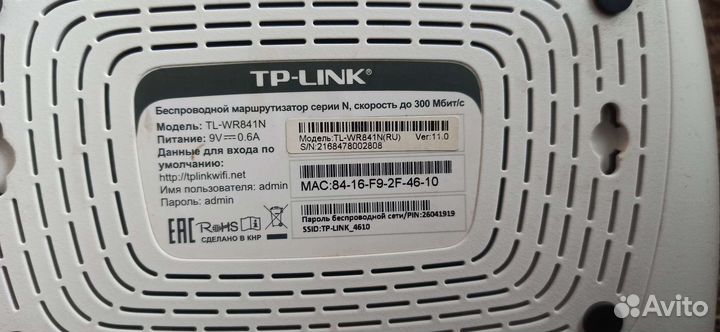 TP-LINK®
Беспроводной маршрутизатор серии N, скорость до 300 Мбит/с
Модель: TL-WR841N
Питание: 9V⎓0.6A
Данные для входа по
умолчанию:
http://tplinkwifi.net
Имя пользователя: admin
Пароль: admin
Модель:TL-WR841N(RU) Ver:11.0
S/N:2168478002808
MAC:84-16-F9-2F-46-10
Пароль беспроводной сети/PIN:26041919
SSID:TP-LINK_4610
EAC RoHS
СДЕЛАНО В КНР
Avito